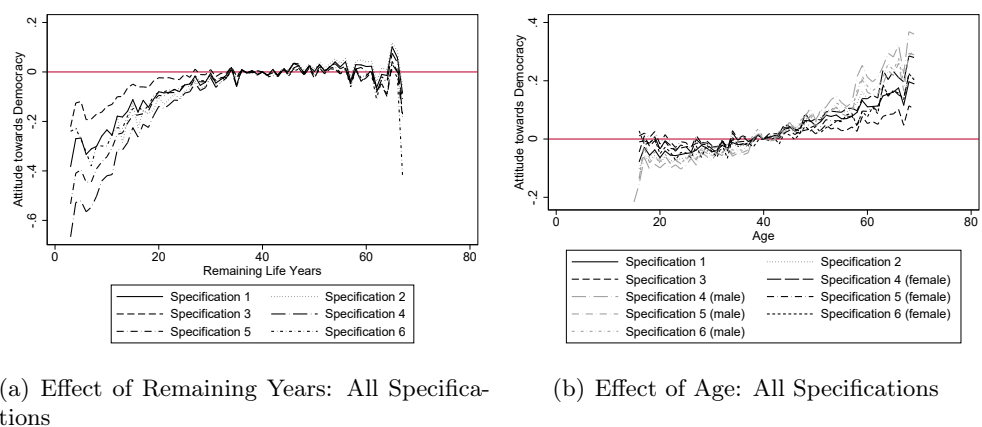 Attitude towards Democracy
.2
0
-.2
-.4
-.6
0 20 40 60 80
Remaining Life Years
Specification 1 Specification 2
Specification 3 Specification 4
Specification 5 Specification 6
(a) Effect of Remaining Years: All Specifica-
tions
Attitude towards Democracy
.4
.2
0
-.2
0 20 40 60 80
Age
Specification 1 Specification 2
Specification 3 Specification 4 (female)
Specification 4 (male) Specification 5 (female)
Specification 5 (male) Specification 6 (female)
Specification 6 (male)
(b) Effect of Age: All Specifications